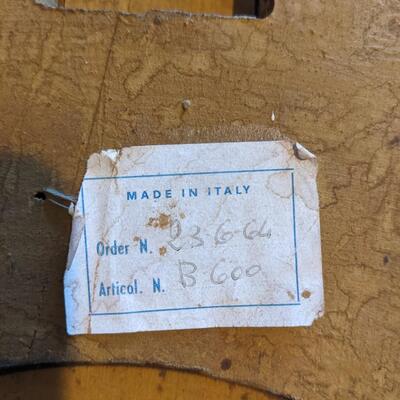 MADE IN ITALY
Order N. 23-6-64
Articol. N. B 600